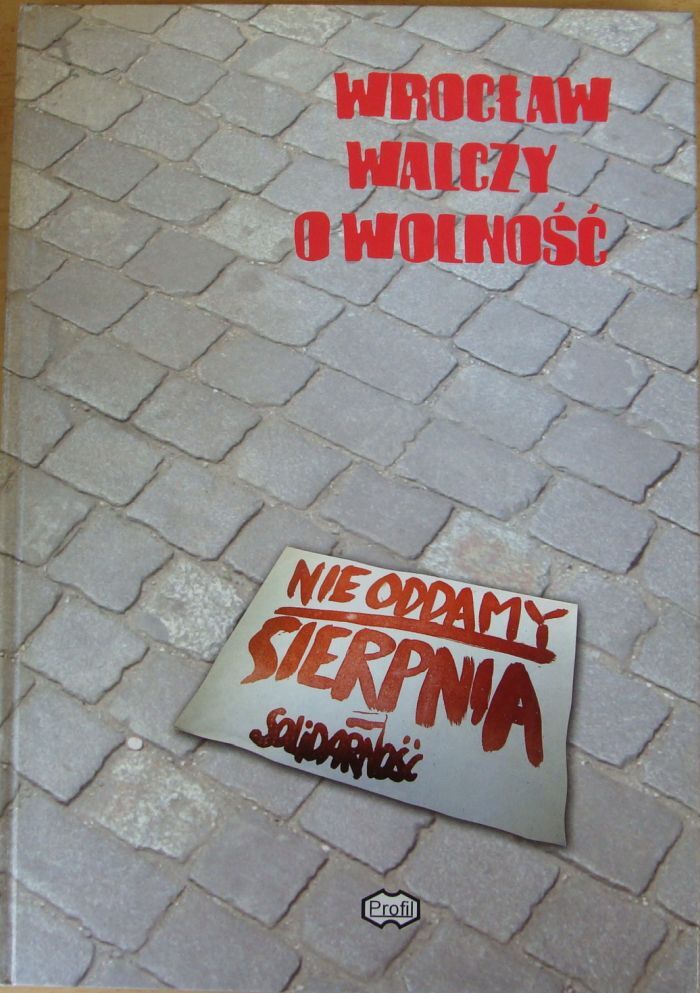 WROCŁAW
WALCZY
O WOLNOŚĆ
NIE ODDAMY
SIERPNIA
SOLiDARNOŚĆ
Profil